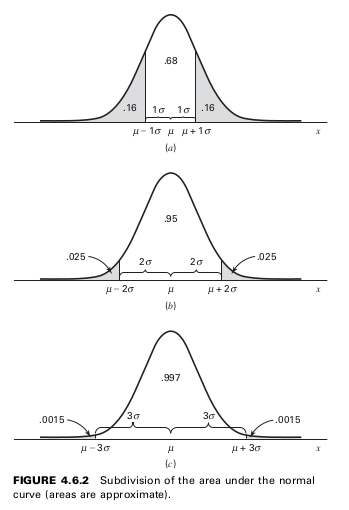 .68
.16 1σ 1σ .16
μ – 1σ μ μ + 1σ x
(a)
.95
.025 2σ 2σ .025
μ – 2σ μ μ + 2σ x
(b)
.997
.0015 3σ 3σ .0015
μ – 3σ μ μ + 3σ x
(c)
FIGURE 4.6.2 Subdivision of the area under the normal
curve (areas are approximate).